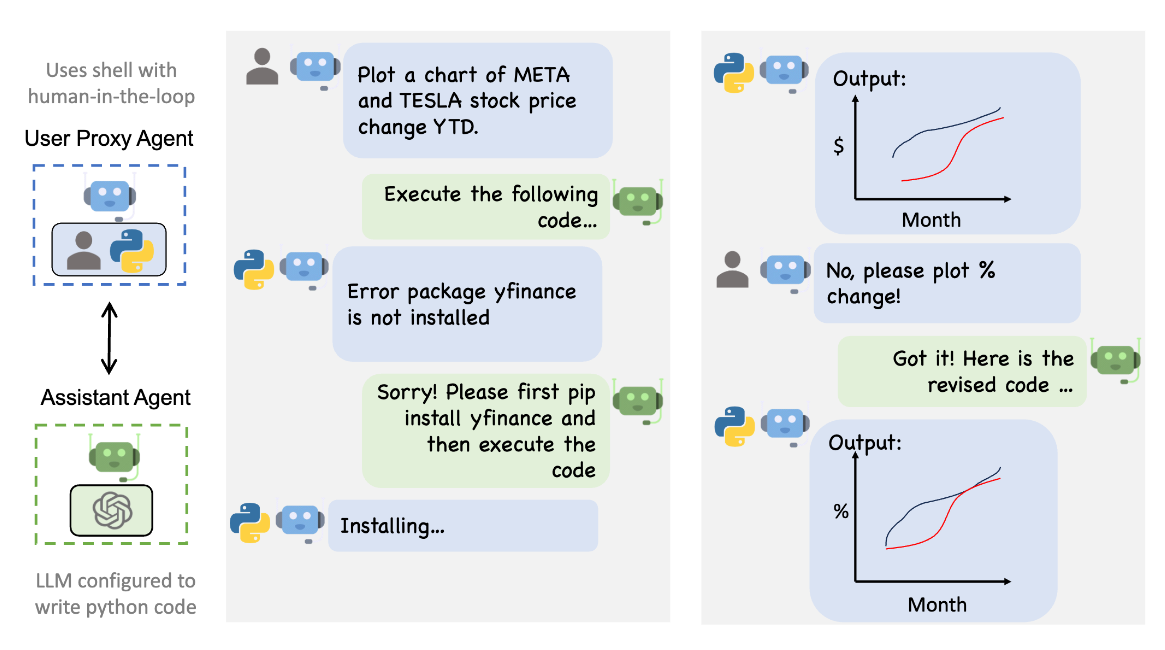 Uses shell with
human-in-the-loop
User Proxy Agent
Assistant Agent
LLM configured to
write python code
Plot a chart of META
and TESLA stock price
change YTD.
Execute the following
code...
Error package yfinance
is not installed
Sorry! Please first pip
install yfinance and
then execute the
code
Installing...
Output:
$
Month
No, please plot %
change!
Got it! Here is the
revised code ...
Output:
%
Month